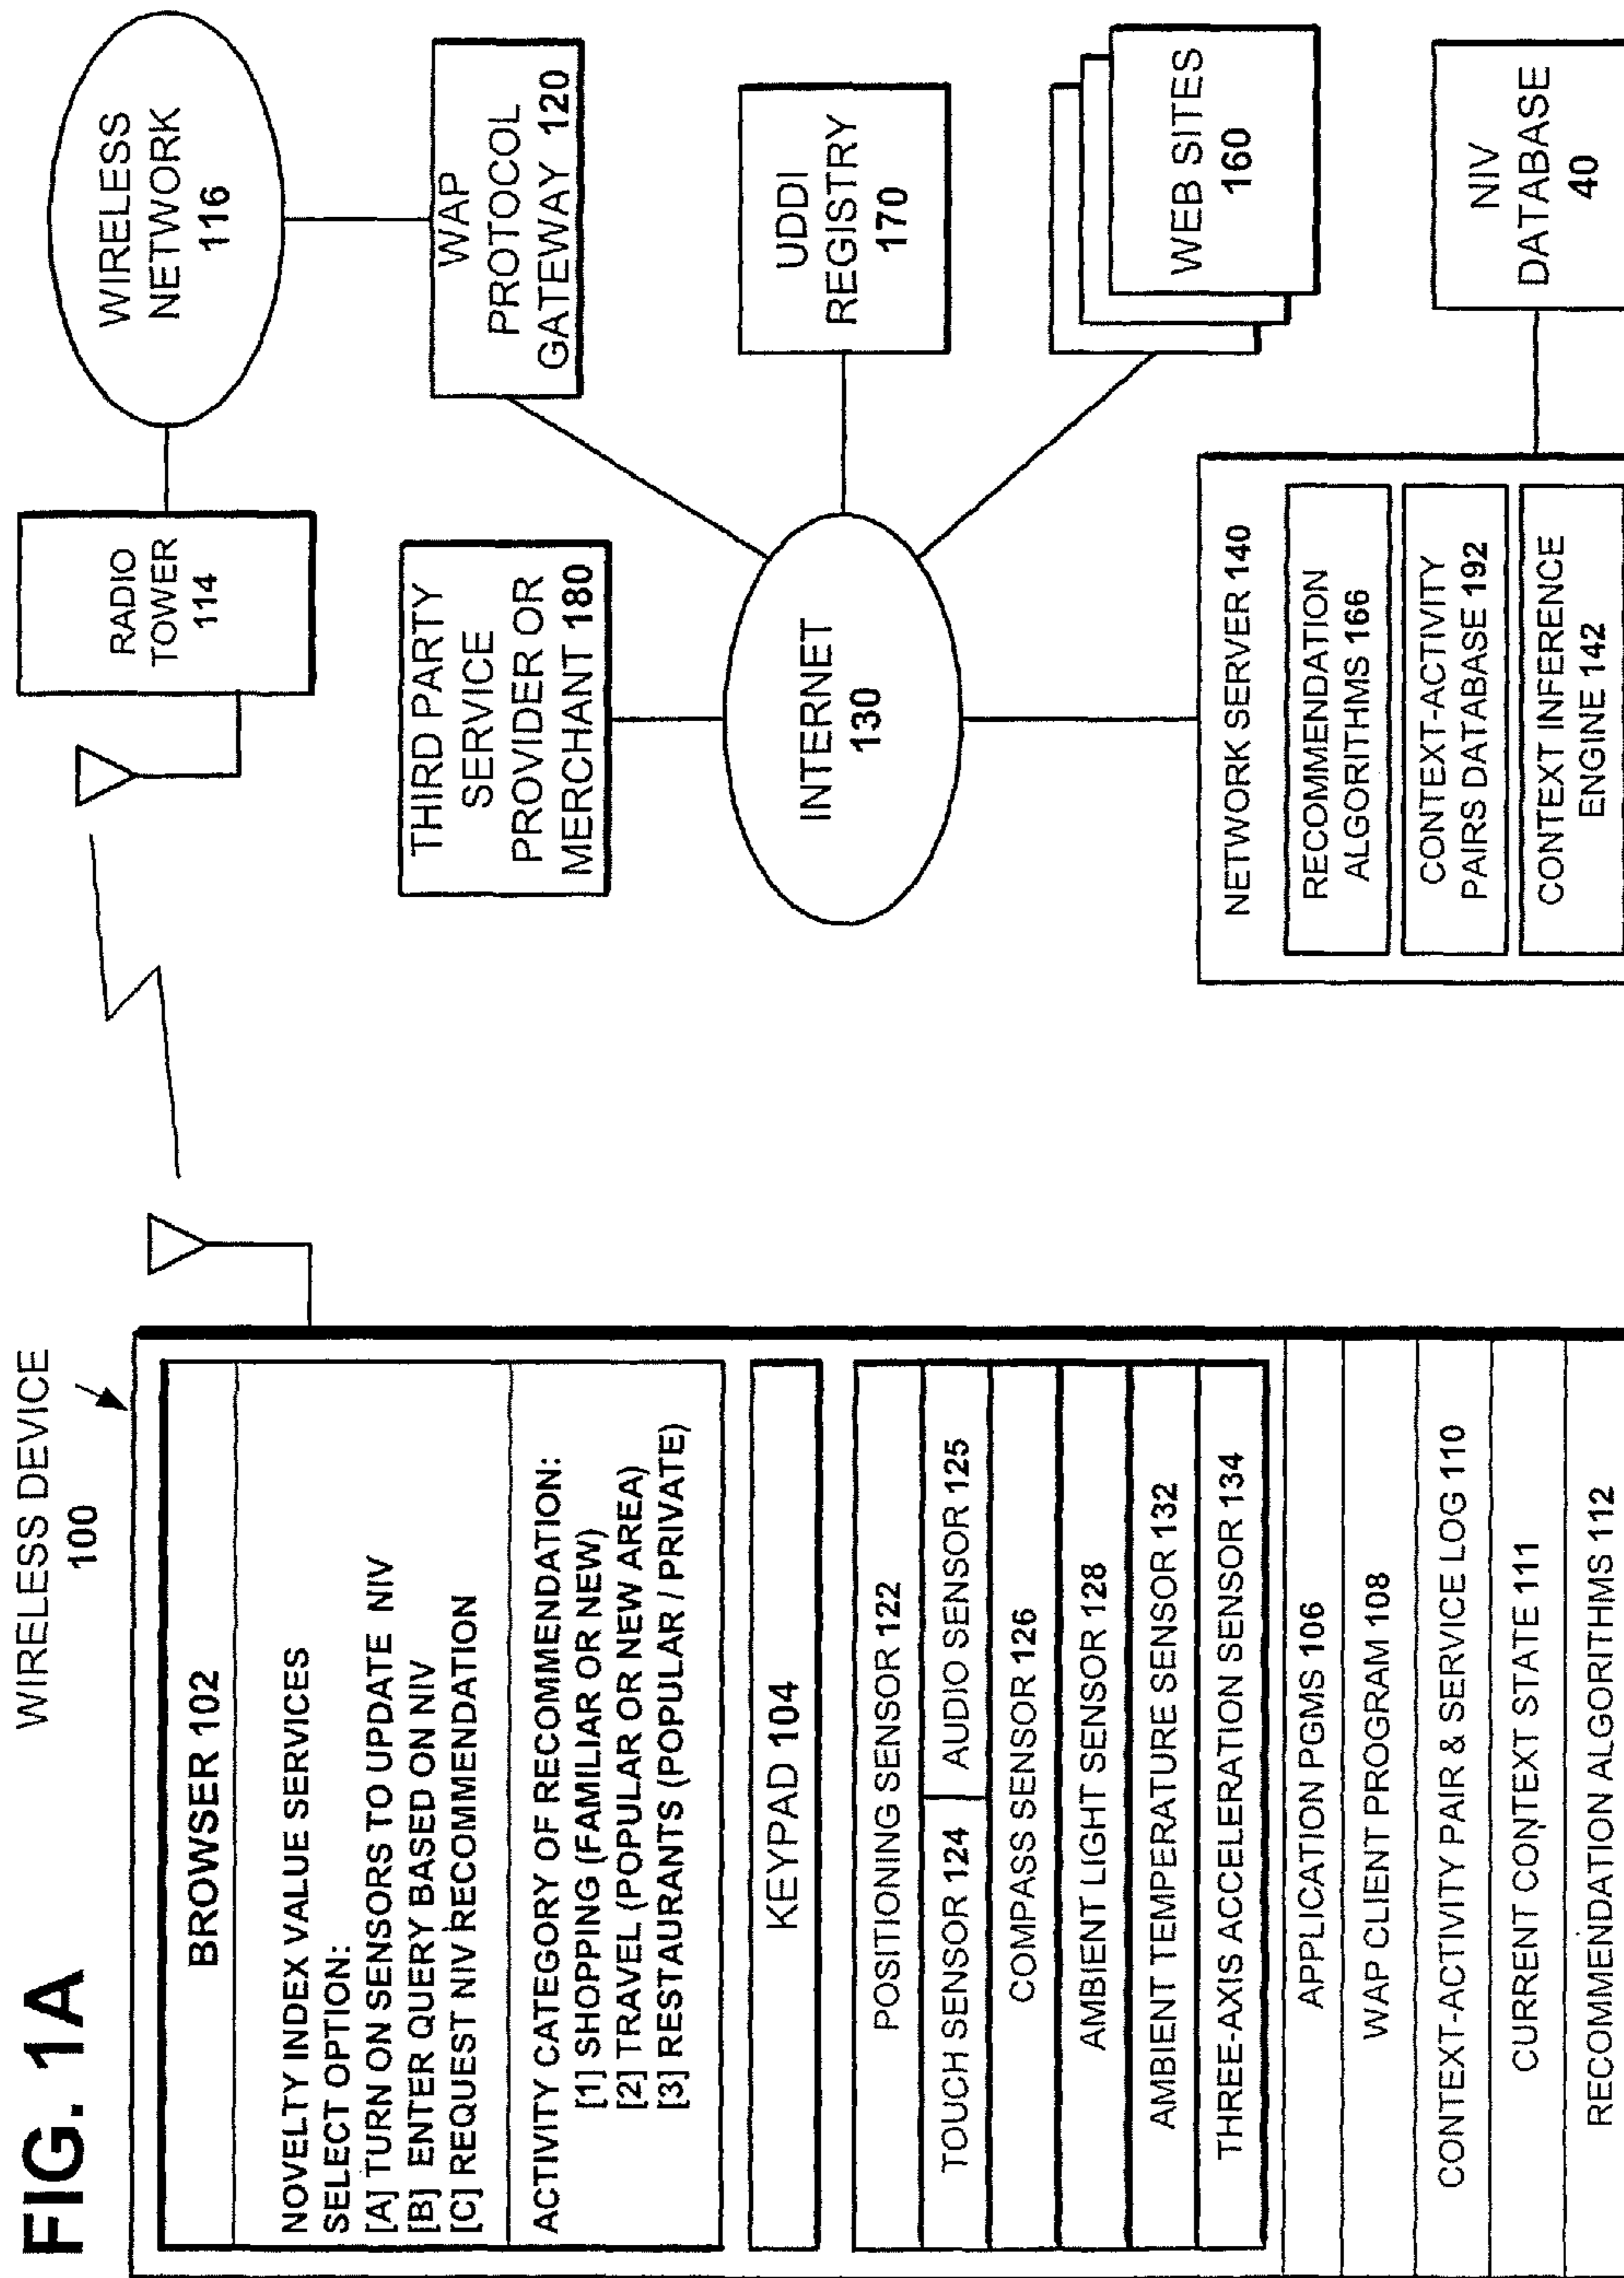 FIG. 1A
WIRELESS DEVICE
100
BROWSER 102
NOVELTY INDEX VALUE SERVICES
SELECT OPTION:
[A] TURN ON SENSORS TO UPDATE NIV
[B] ENTER QUERY BASED ON NIV
[C] REQUEST NIV RECOMMENDATION
ACTIVITY CATEGORY OF RECOMMENDATION:
[1] SHOPPING (FAMILIAR OR NEW)
[2] TRAVEL (POPULAR OR NEW AREA)
[3] RESTAURANTS (POPULAR / PRIVATE)
KEYPAD 104
POSITIONING SENSOR 122
TOUCH SENSOR 124
AUDIO SENSOR 125
COMPASS SENSOR 126
AMBIENT LIGHT SENSOR 128
AMBIENT TEMPERATURE SENSOR 132
THREE-AXIS ACCELERATION SENSOR 134
APPLICATION PGMS 106
WAP CLIENT PROGRAM 108
CONTEXT-ACTIVITY PAIR & SERVICE LOG 110
CURRENT CONTEXT STATE 111
RECOMMENDATION ALGORITHMS 112
RADIO
TOWER
114
WIRELESS
NETWORK
116
THIRD PARTY
SERVICE
PROVIDER OR
MERCHANT 180
WAP
PROTOCOL
GATEWAY 120
INTERNET
130
UDDI
REGISTRY
170
WEB SITES
160
NETWORK SERVER 140
RECOMMENDATION
ALGORITHMS 166
CONTEXT-ACTIVITY
PAIRS DATABASE 192
CONTEXT INFERENCE
ENGINE 142
NIV
DATABASE
40